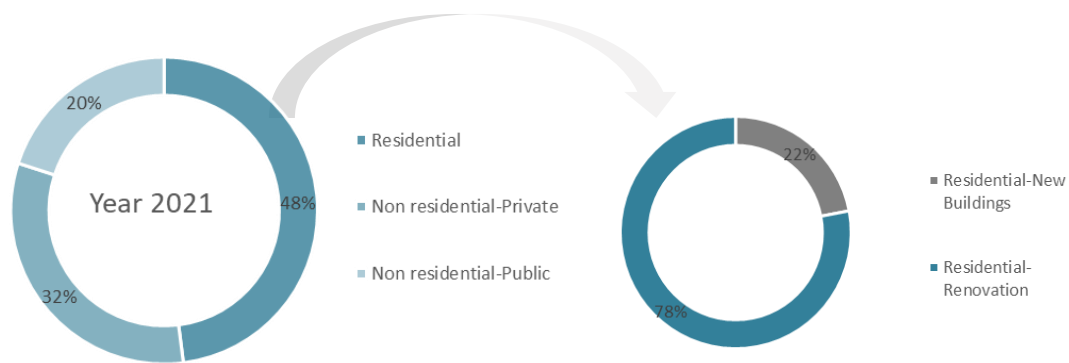 20%
Year 2021
48%
32%
Residential
Non residential-Private
Non residential-Public
22%
78%
Residential-New
Buildings
Residential-
Renovation